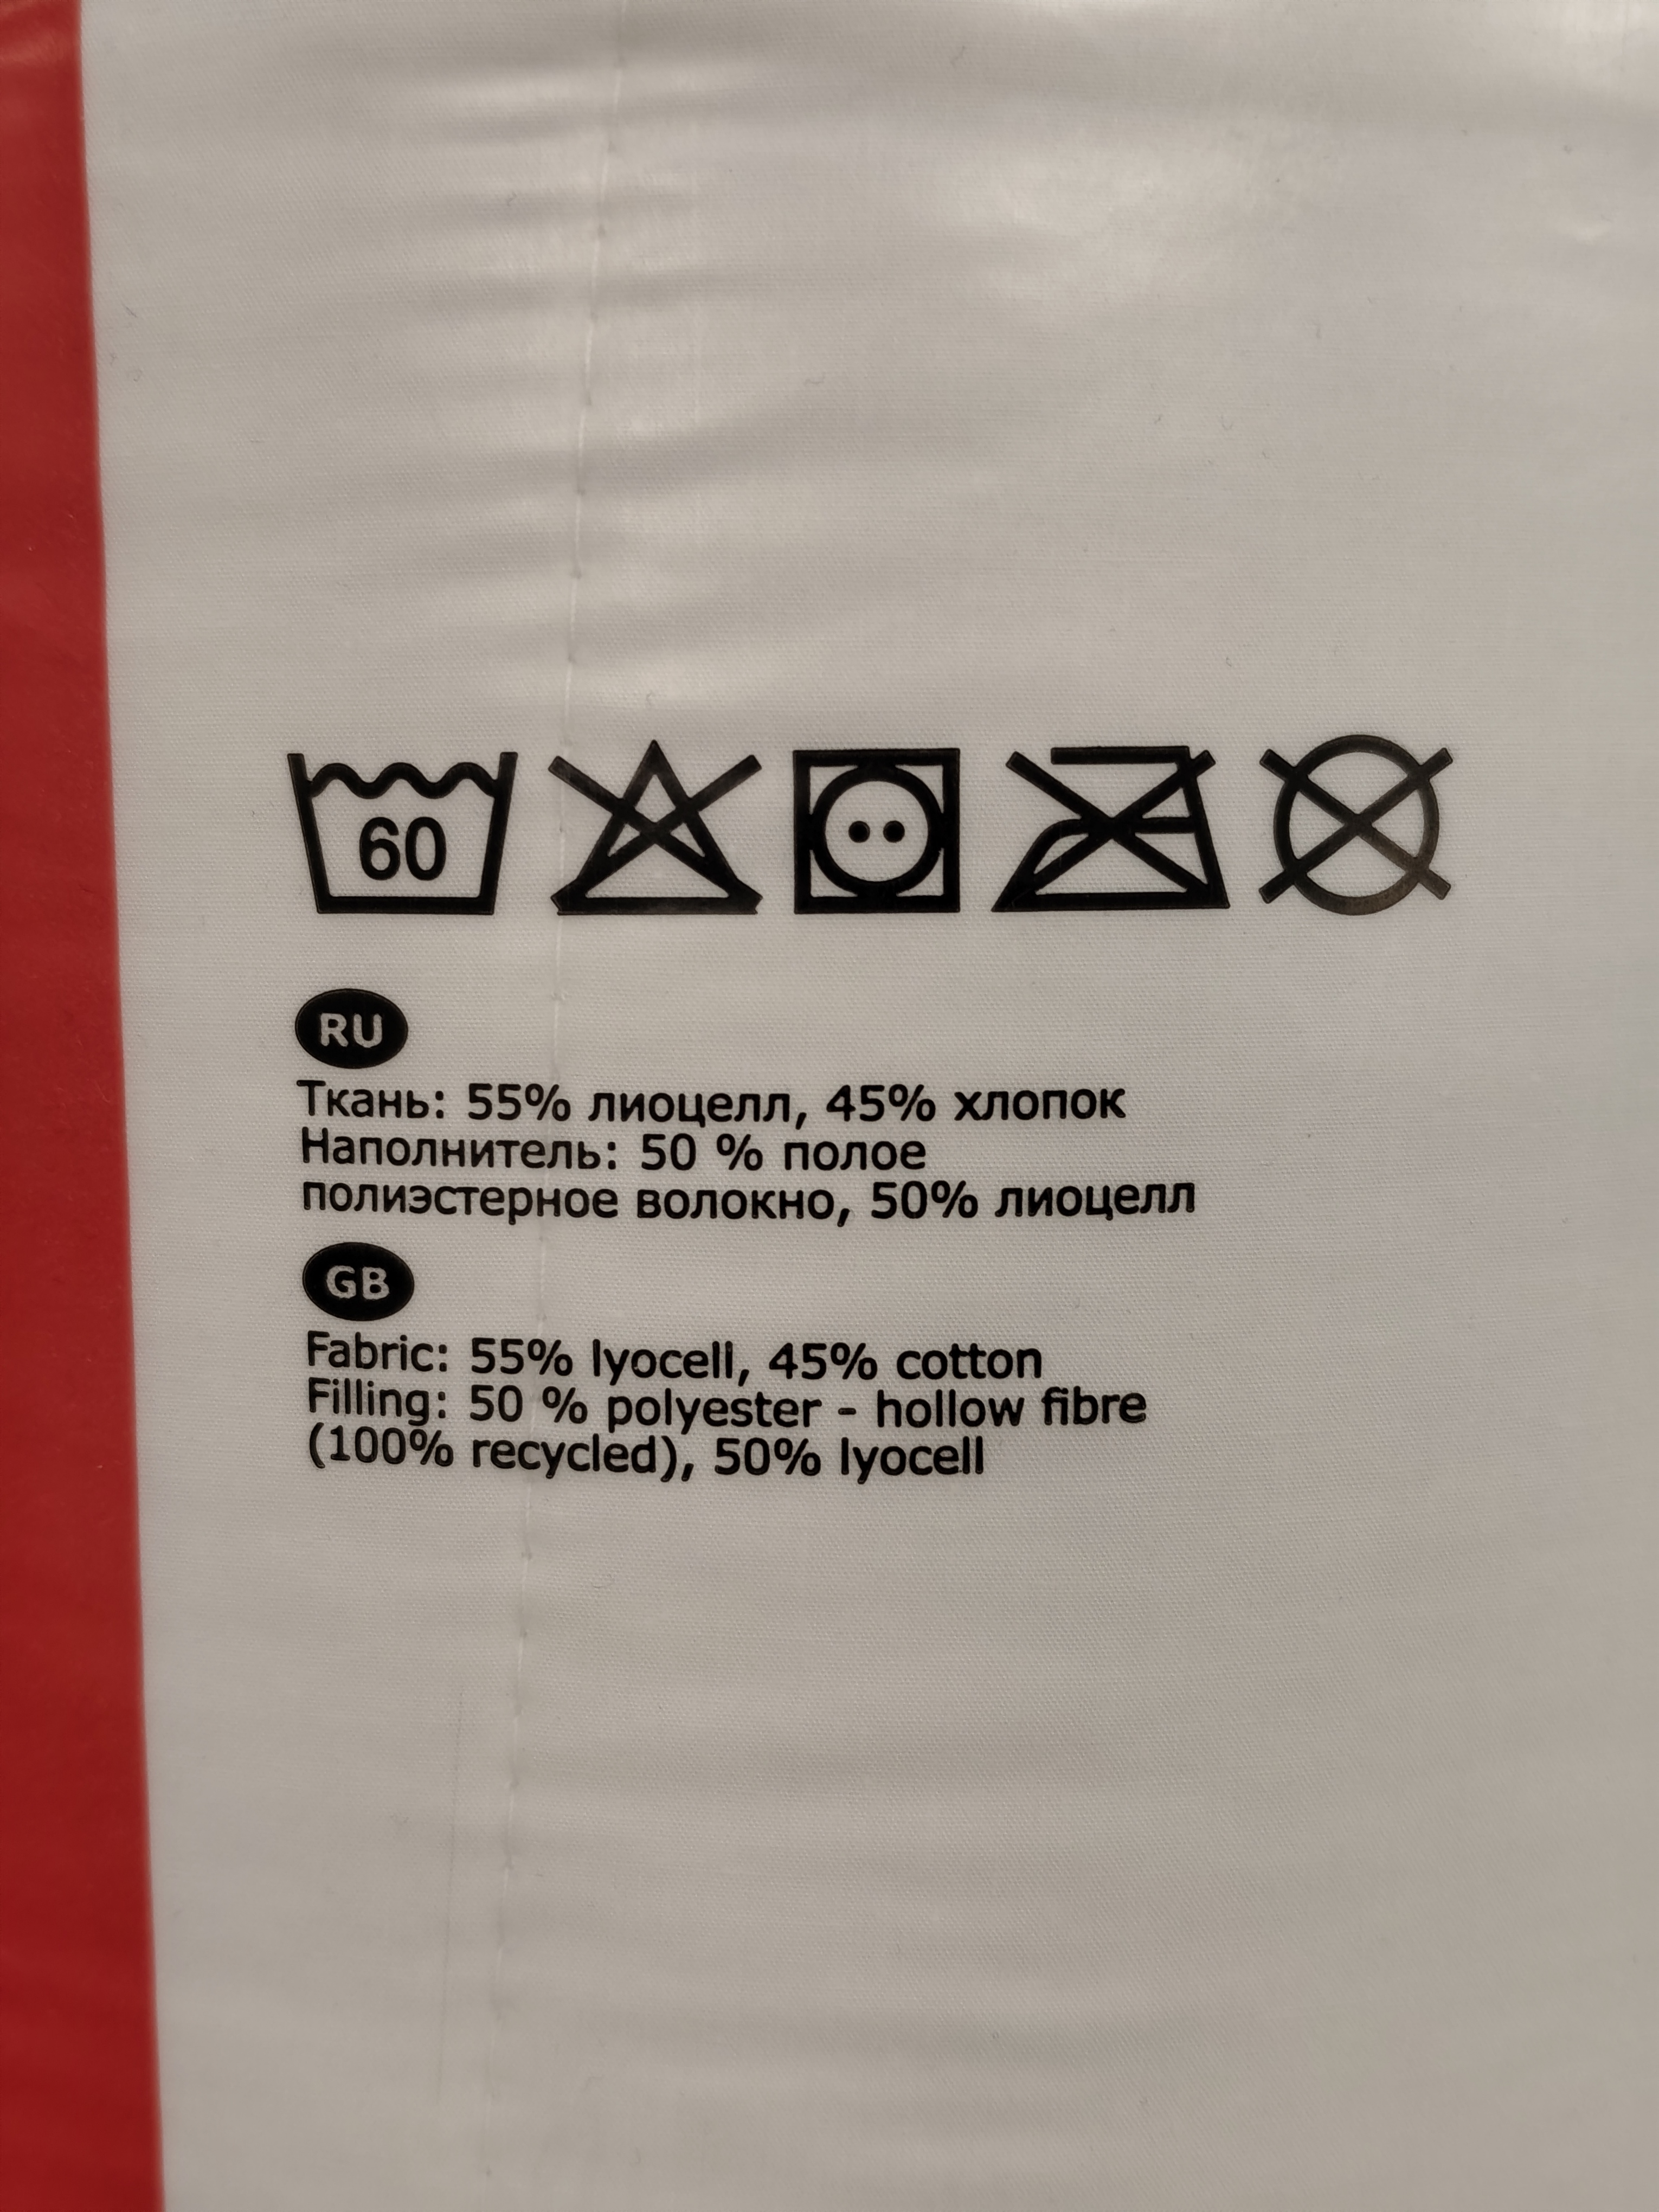 60
RU
Ткань: 55% лиоцелл, 45% хлопок
Наполнитель: 50 % полое
полиэстерное волокно, 50% лиоцелл
GB
Fabric: 55% lyocell, 45% cotton
Filling: 50 % polyester - hollow fibre
(100% recycled), 50% lyocell